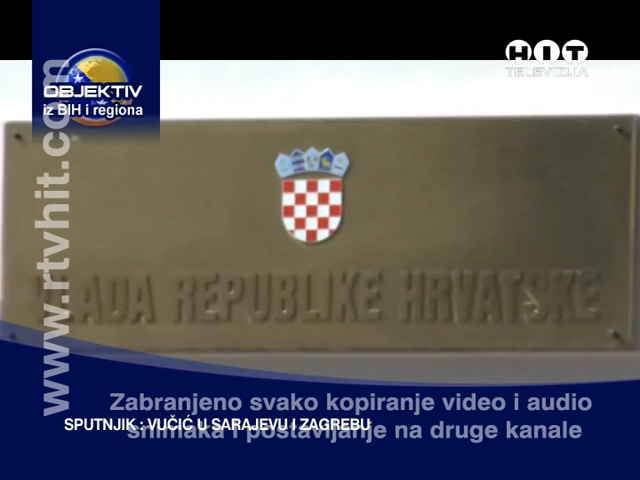 HIT
TELEVIZIJA
OBJEKTIV
iz BIH i regiona
www.rtvhit.com
VLADA REPUBLIKE HRVATSKE
Zabranjeno svako kopiranje video i audio
snimaka i postavljanje na druge kanale
SPUTNJIK : VUČIĆ U SARAJEVU I ZAGREBU